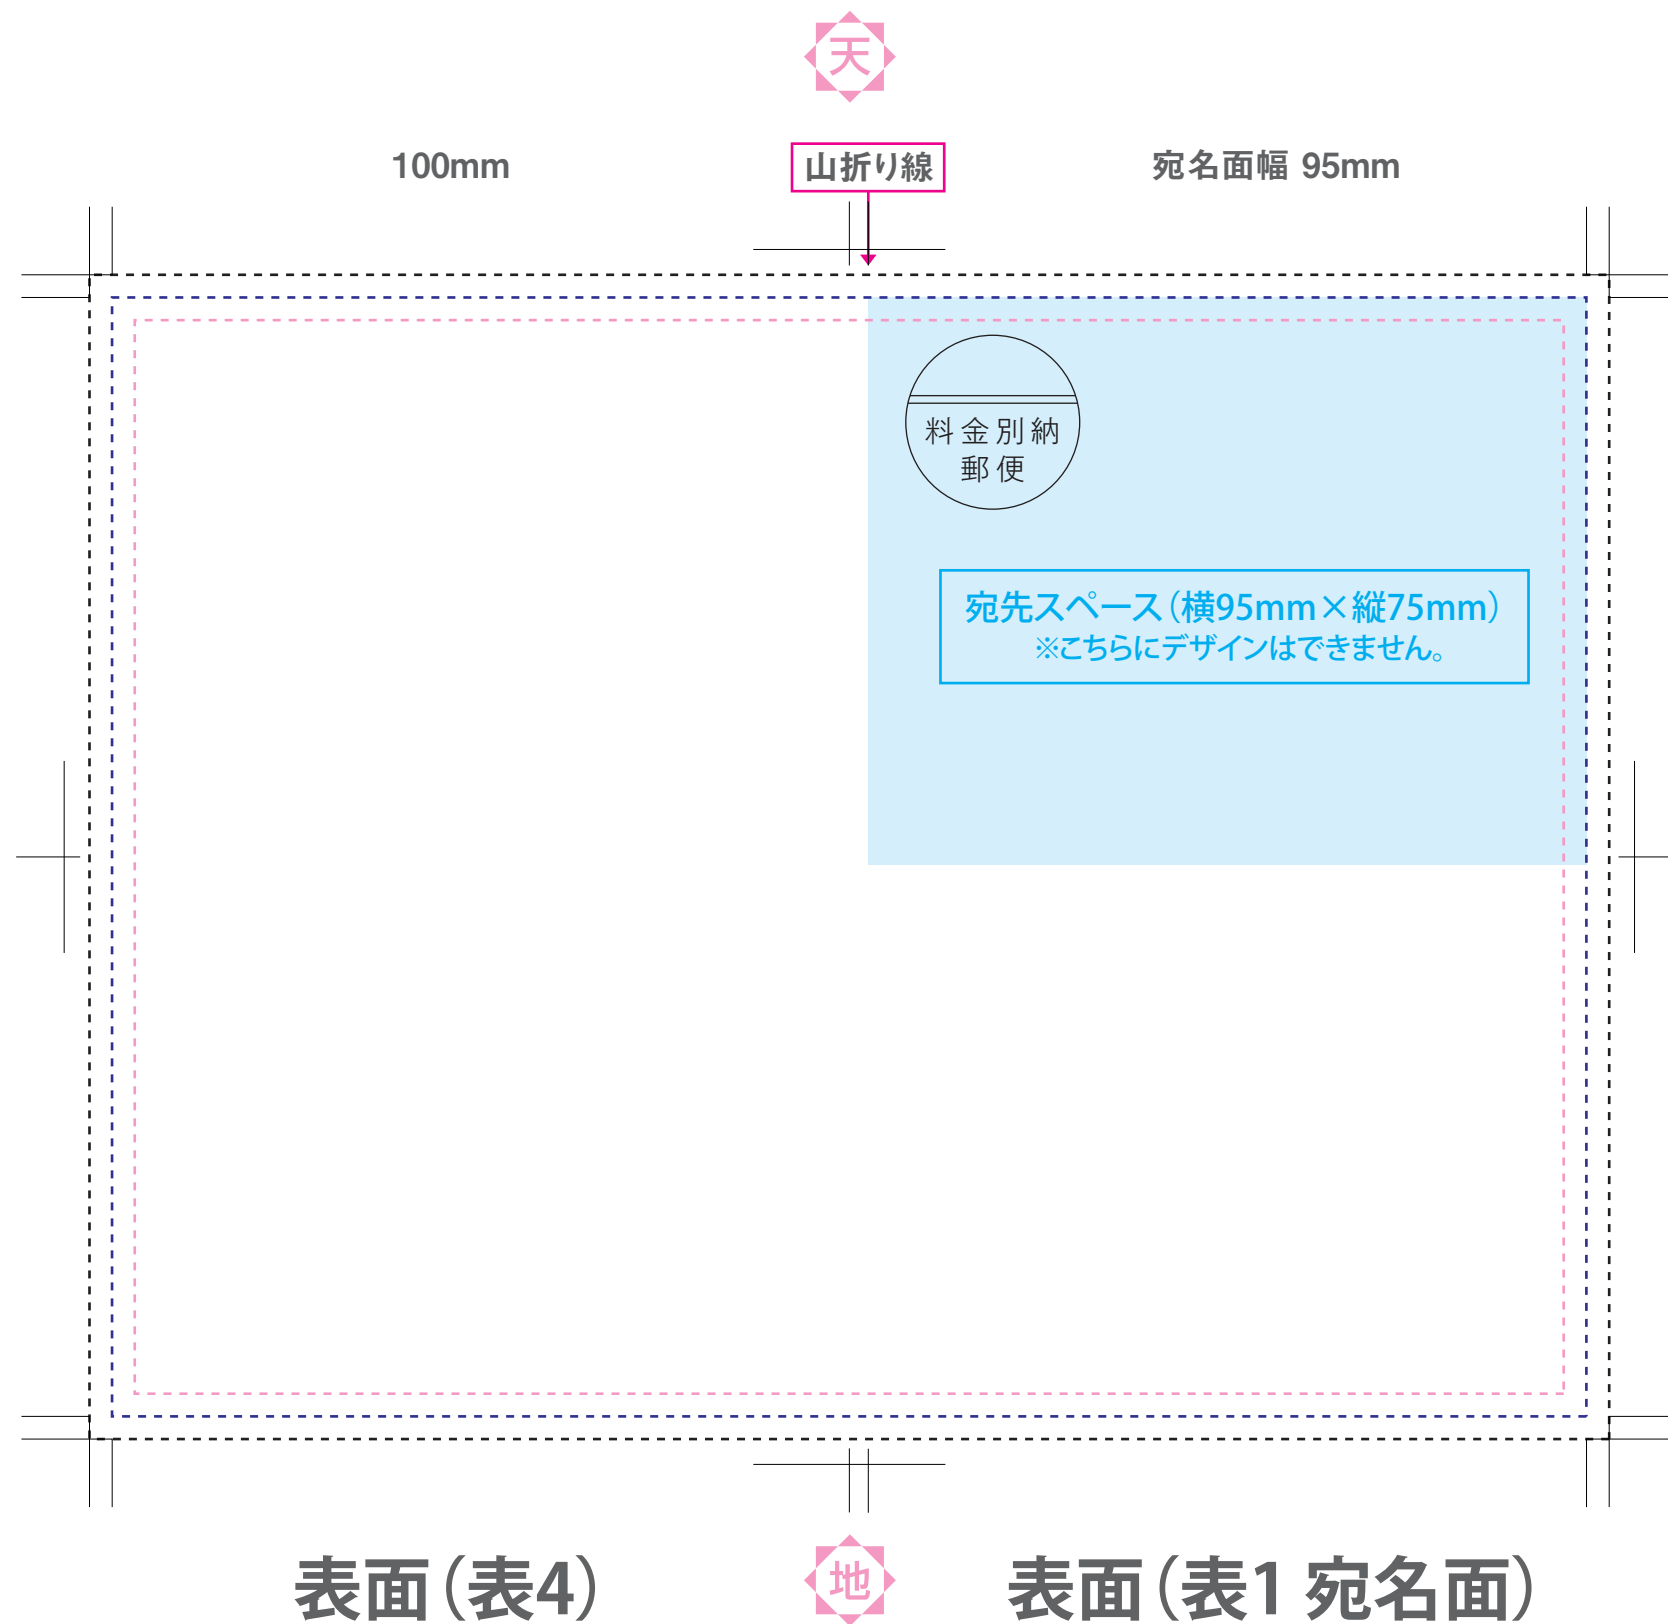 天
100mm
山折り線
宛名面幅 95mm
料金別納
郵便
宛先スペース（横95mm×縦75mm）
※こちらにデザインはできません。
表面（表4）
地
表面（表1 宛名面）